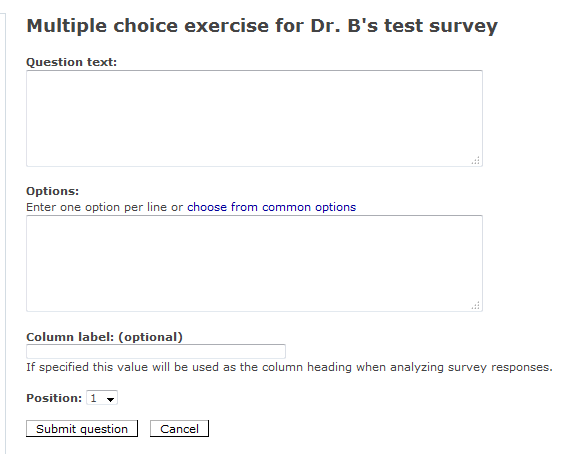 Multiple choice exercise for Dr. B's test survey
Question text:
Options:
Enter one option per line or choose from common options
Column label: (optional)
If specified this value will be used as the column heading when analyzing survey responses.
Position: 1
Submit question Cancel